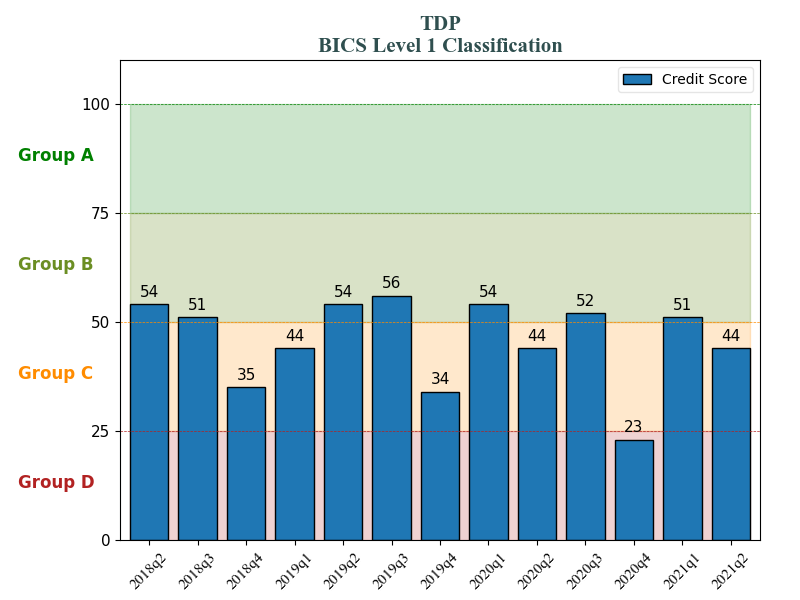 TDP
BICS Level 1 Classification
Credit Score
100
Group A
75
Group B
54 51 35 44 54 56 34 54 44 52 23 51 44
50
Group C
25
Group D
0
2018q2 2018q3 2018q4 2019q1 2019q2 2019q3 2019q4 2020q1 2020q2 2020q3 2020q4 2021q1 2021q2